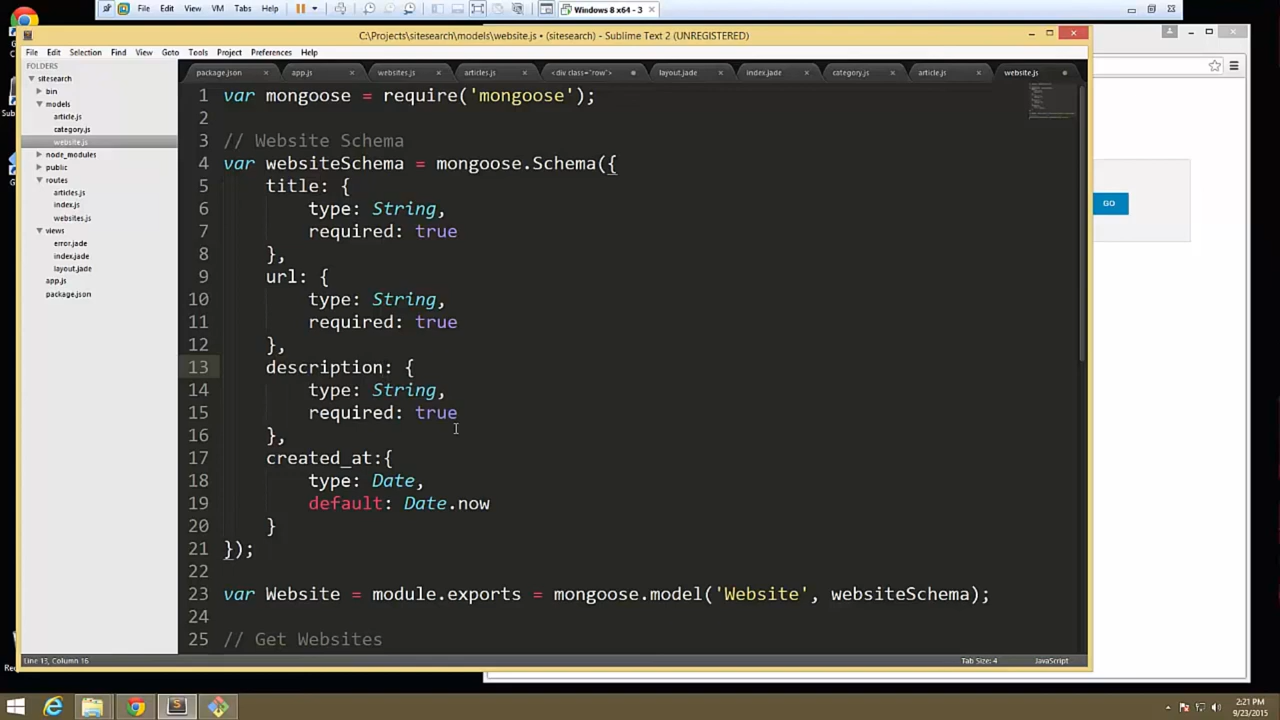 File Edit View VM Tabs Help
Windows 8 x64 - 3
C:\Projects\sitesearch\models\website.js • (sitesearch) - Sublime Text 2 (UNREGISTERED)
File Edit Selection Find View Goto Tools Project Preferences Help
FOLDERS
sitesearch
bin
models
article.js
category.js
website.js
node_modules
public
routes
articles.js
index.js
websites.js
views
error.jade
index.jade
layout.jade
app.js
package.json
package.json app.js websites.js articles.js <div class="row"> layout.jade index.jade category.js article.js website.js
1 var mongoose = require('mongoose');
2
3 // Website Schema
4 var websiteSchema = mongoose.Schema({
5 title: {
6 type: String,
7 required: true
8 },
9 url: {
10 type: String,
11 required: true
12 },
13 description: {
14 type: String,
15 required: true
16 },
17 created_at:{
18 type: Date,
19 default: Date.now
20 }
21 });
22
23 var Website = module.exports = mongoose.model('Website', websiteSchema);
24
25 // Get Websites
GO
Line 13, Column 16
Tab Size: 4
JavaScript
2:21 PM
9/23/2015